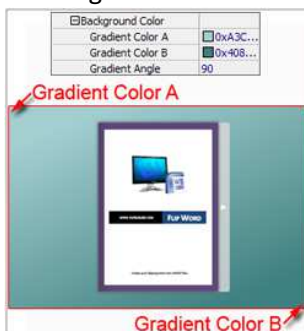 Background Color
Gradient Color A 0xA3C...
Gradient Color B 0x408...
Gradient Angle 90
Gradient Color A
FLIP WORD
Gradient Color B